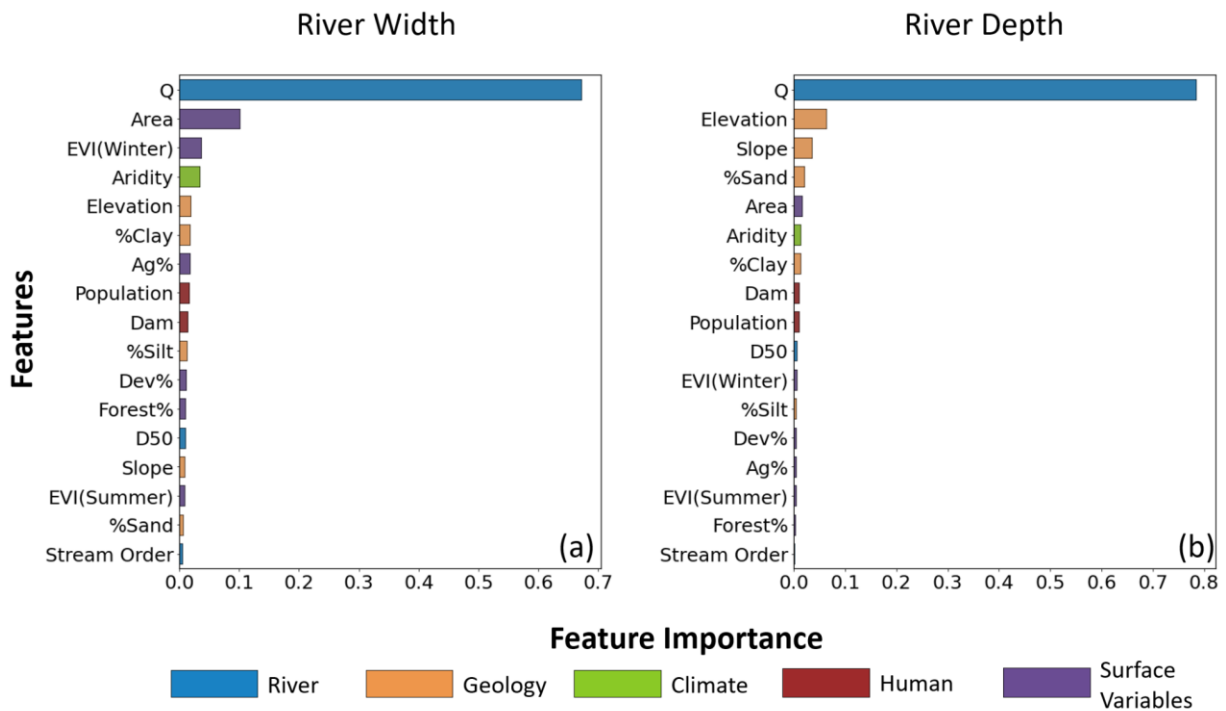 River Width
Q
Area
EVI(Winter)
Aridity
Elevation
%Clay
Ag%
Population
Dam
%Silt
Dev%
Forest%
D50
Slope
EVI(Summer)
%Sand
Stream Order
Features
(a)
0.0 0.1 0.2 0.3 0.4 0.5 0.6 0.7
River Depth
Q
Elevation
Slope
%Sand
Area
Aridity
%Clay
Dam
Population
D50
EVI(Winter)
%Silt
Dev%
Ag%
EVI(Summer)
Forest%
Stream Order
(b)
0.0 0.1 0.2 0.3 0.4 0.5 0.6 0.7 0.8
Feature Importance
River
Geology
Climate
Human
Surface
Variables